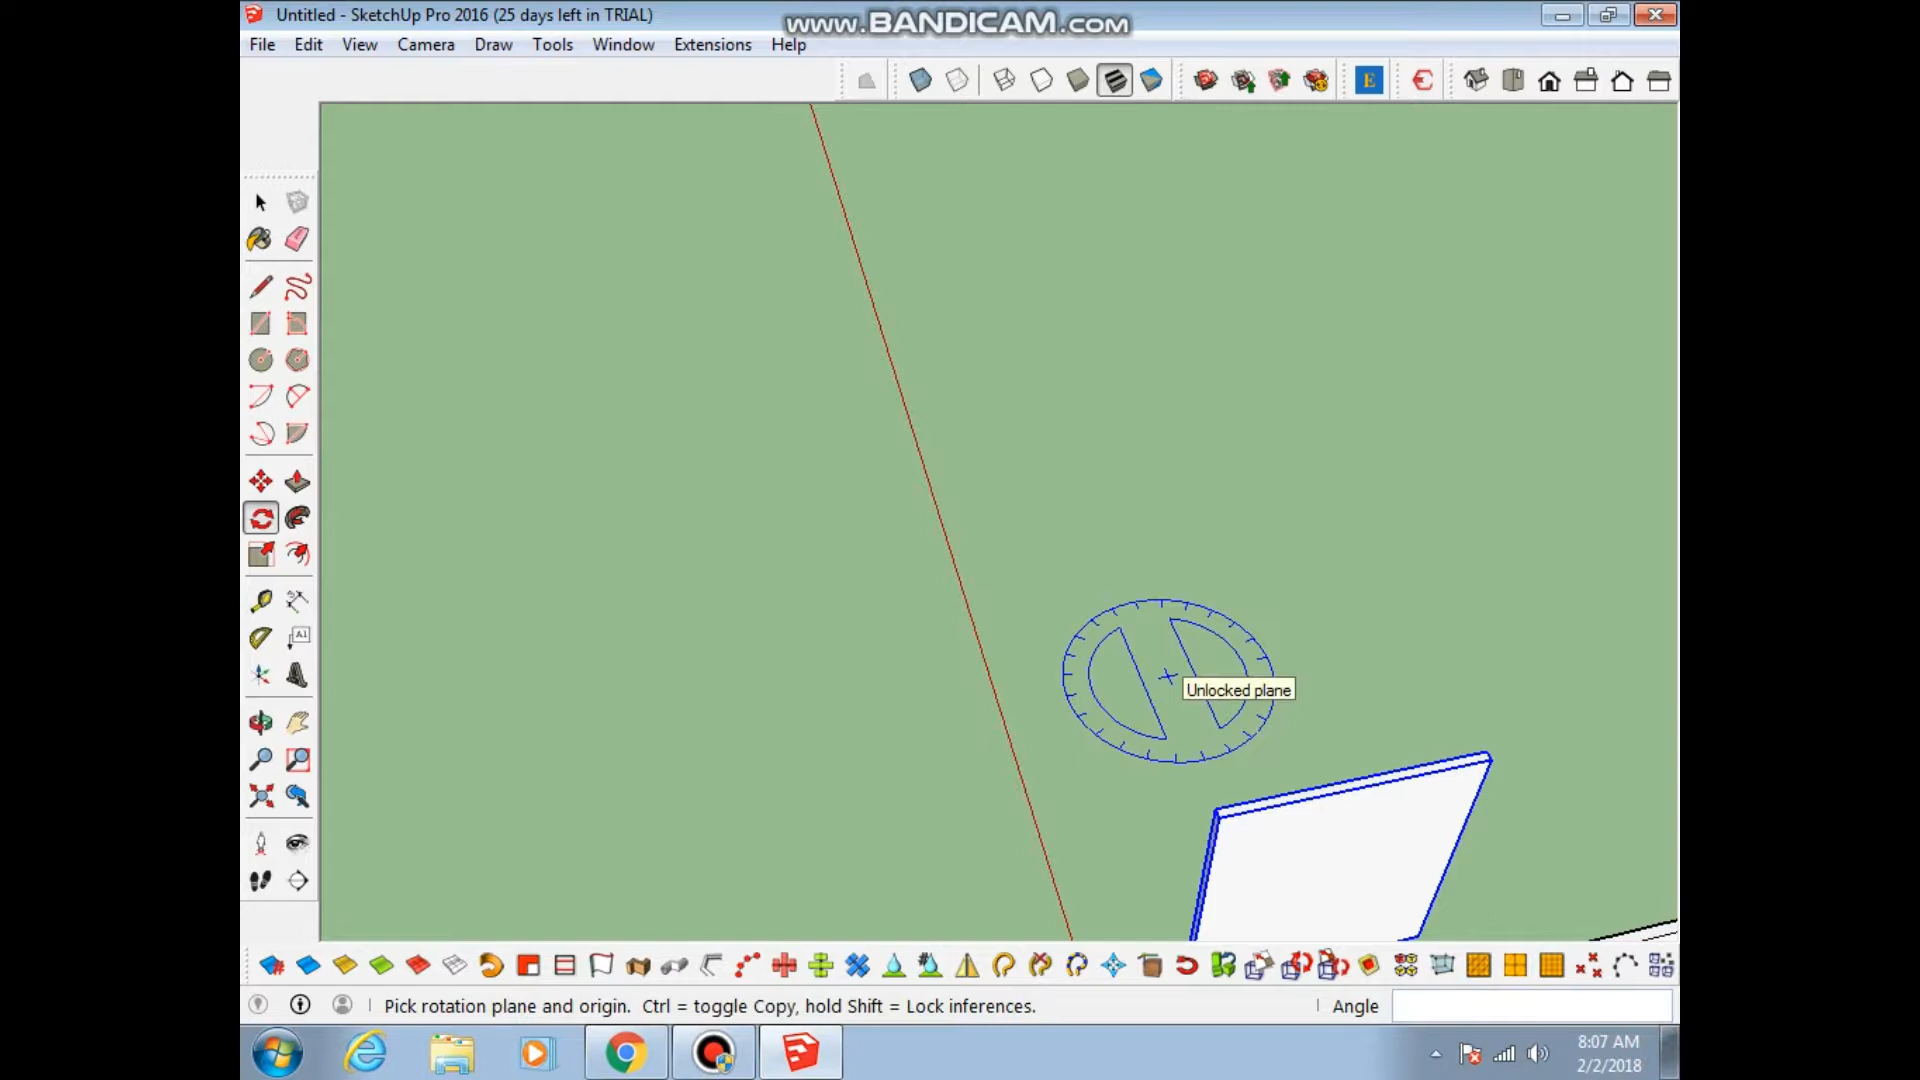 Untitled - SketchUp Pro 2016 (25 days left in TRIAL)
www.BANDICAM.com
File Edit View Camera Draw Tools Window Extensions Help
E
A1
Unlocked plane
Pick rotation plane and origin. Ctrl = toggle Copy, hold Shift = Lock inferences.
Angle
8:07 AM
2/2/2018